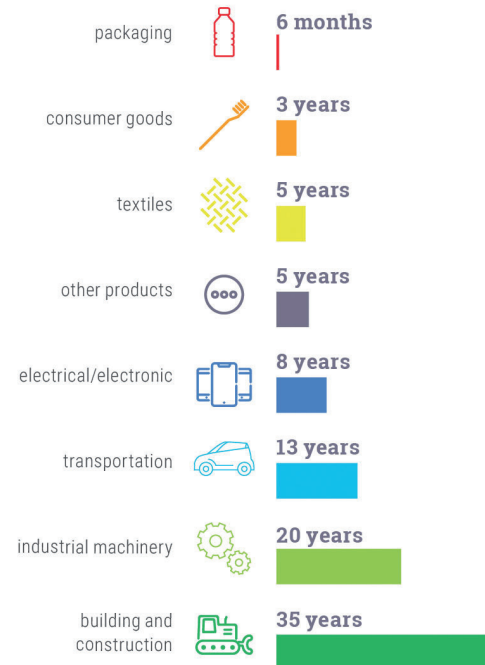 packaging
6 months
consumer goods
3 years
textiles
5 years
other products
5 years
electrical/electronic
8 years
transportation
13 years
industrial machinery
20 years
building and
construction
35 years